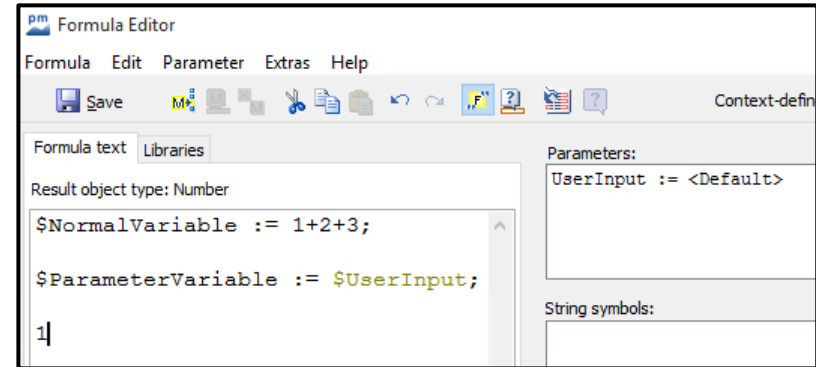 pm Formula Editor
Formula Edit Parameter Extras Help
Save M+ M M „F" ? ? Context-defin
Formula text Libraries
Result object type: Number
$NormalVariable := 1+2+3;
$ParameterVariable := $UserInput;
1
Parameters:
UserInput := <Default>
String symbols: